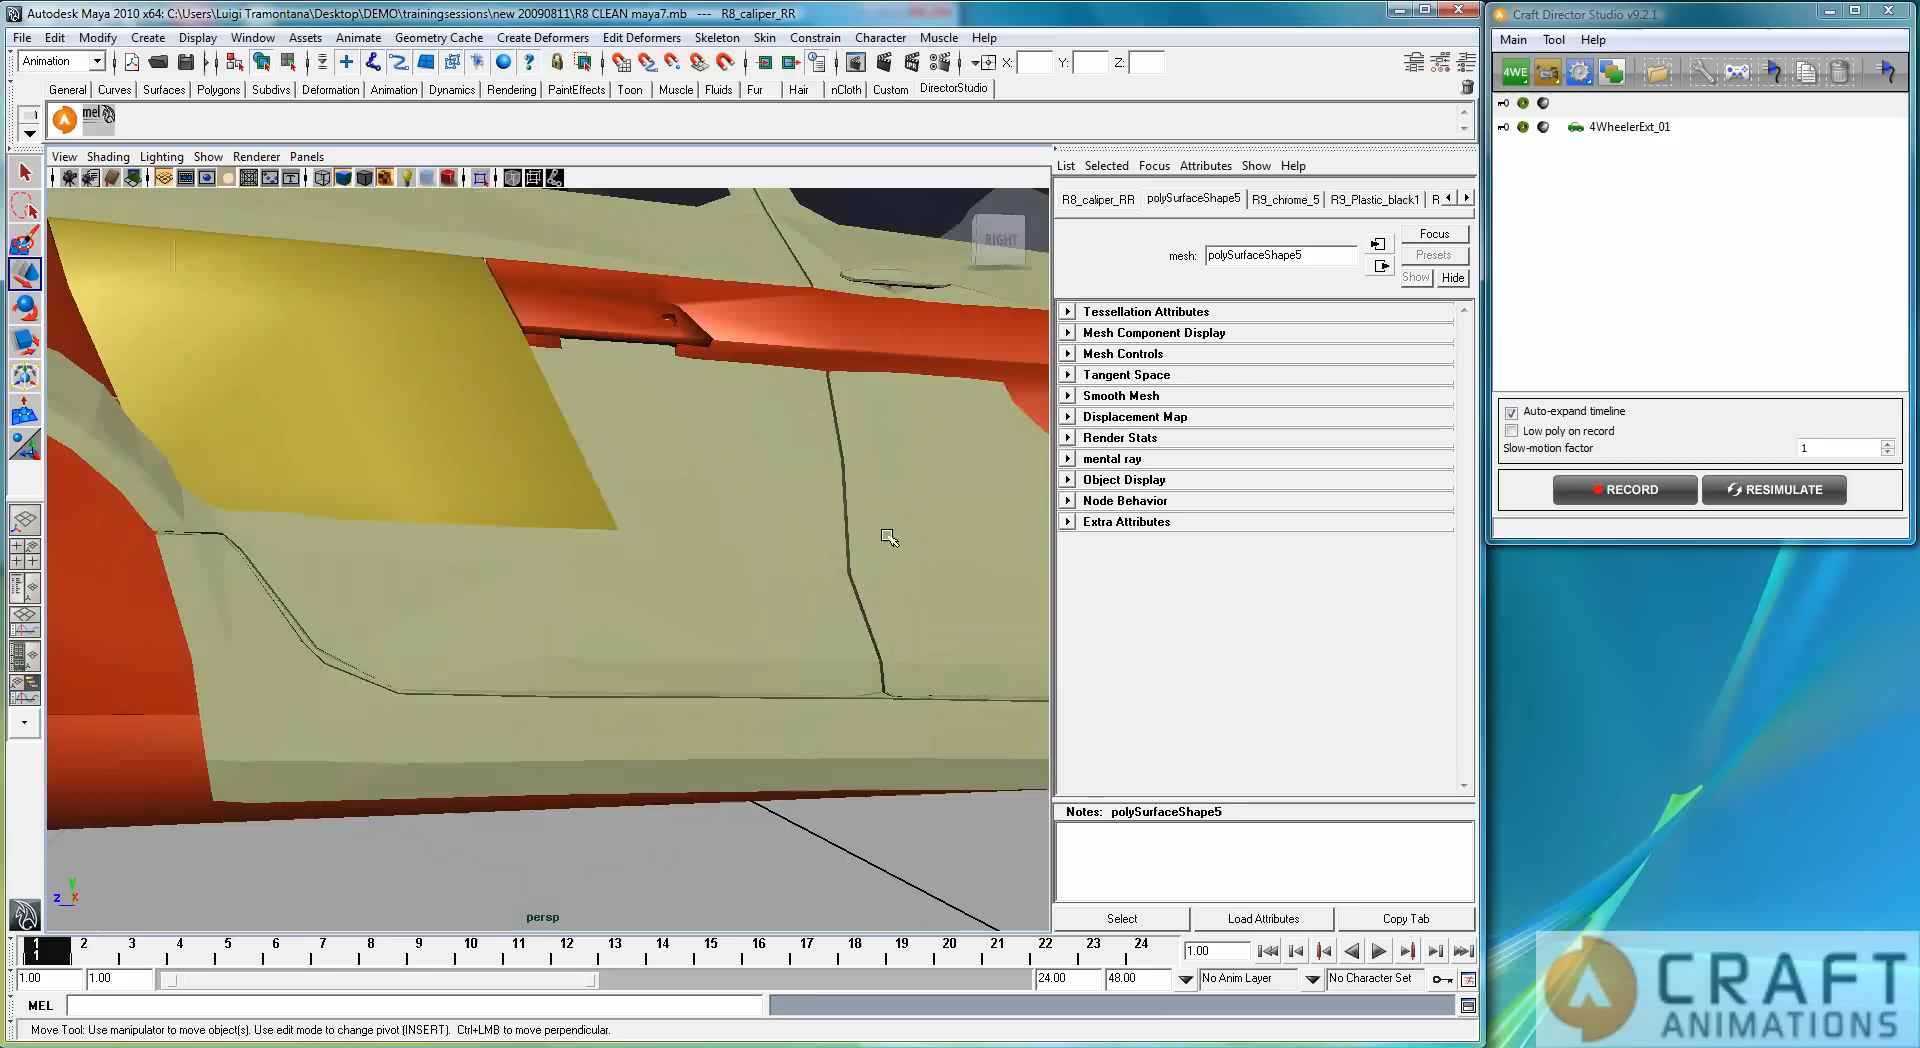 Autodesk Maya 2010 x64: C:\Users\Luigi Tramontana\Desktop\DEMO\trainingsessions\new 20090811\R8 CLEAN maya7.mb --- R8_caliper_RR
File Edit Modify Create Display Window Assets Animate Geometry Cache Create Deformers Edit Deformers Skeleton Skin Constrain Character Muscle Help
Animation X: Y: Z:
General Curves Surfaces Polygons Subdivs Deformation Animation Dynamics Rendering PaintEffects Toon Muscle Fluids Fur Hair nCloth Custom DirectorStudio
mel
View Shading Lighting Show Renderer Panels
RIGHT
y
z x
persp
List Selected Focus Attributes Show Help
R8_caliper_RR polySurfaceShape5 R9_chrome_5 R9_Plastic_black1 R
mesh: polySurfaceShape5
Focus
Presets
Show Hide
Tessellation Attributes
Mesh Component Display
Mesh Controls
Tangent Space
Smooth Mesh
Displacement Map
Render Stats
mental ray
Object Display
Node Behavior
Extra Attributes
Notes: polySurfaceShape5
Select Load Attributes Copy Tab
1 2 3 4 5 6 7 8 9 10 11 12 13 14 15 16 17 18 19 20 21 22 23 24
1
1.00
1.00 1.00 24.00 48.00 No Anim Layer No Character Set
MEL
Move Tool: Use manipulator to move object(s). Use edit mode to change pivot (INSERT). Ctrl+LMB to move perpendicular.
Craft Director Studio v9.2.1
Main Tool Help
4WE
4WheelerExt_01
Auto-expand timeline
Low poly on record
Slow-motion factor 1
RECORD RESIMULATE
CRAFT
ANIMATIONS